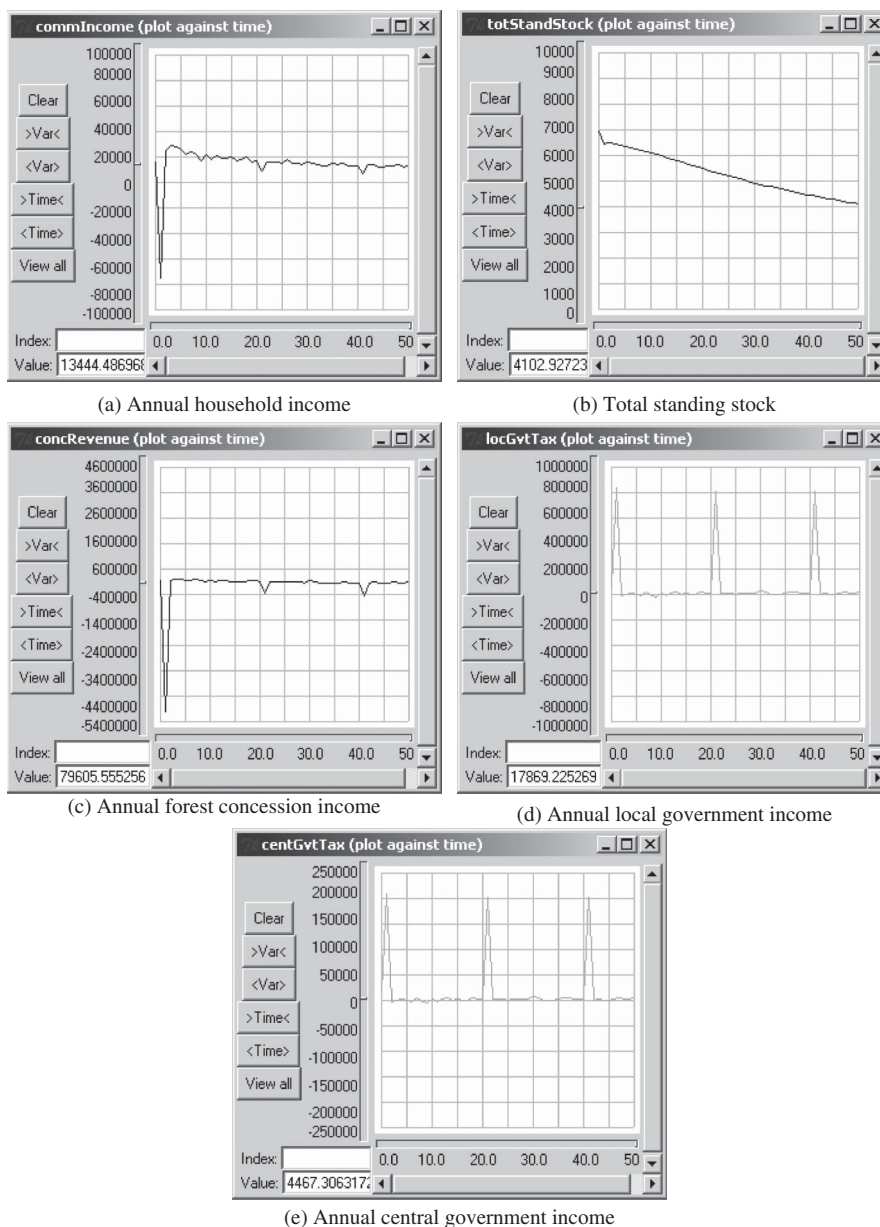 commIncome (plot against time)
100000
80000
60000
40000
20000
0
-20000
-40000
-60000
-80000
-100000
Clear
>Var<
<Var>
>Time<
<Time>
View all
Index:
0.0 10.0 20.0 30.0 40.0 50
Value: 13444.486968
(a) Annual household income
totStandStock (plot against time)
10000
9000
8000
7000
6000
5000
4000
3000
2000
1000
0
Clear
>Var<
<Var>
>Time<
<Time>
View all
Index:
0.0 10.0 20.0 30.0 40.0 50
Value: 4102.92723
(b) Total standing stock
concRevenue (plot against time)
4600000
3600000
2600000
1600000
600000
-400000
-1400000
-2400000
-3400000
-4400000
-5400000
Clear
>Var<
<Var>
>Time<
<Time>
View all
Index:
0.0 10.0 20.0 30.0 40.0 50
Value: 79605.555256
(c) Annual forest concession income
locGvtTax (plot against time)
1000000
800000
600000
400000
200000
0
-200000
-400000
-600000
-800000
-1000000
Clear
>Var<
<Var>
>Time<
<Time>
View all
Index:
0.0 10.0 20.0 30.0 40.0 50
Value: 17869.225269
(d) Annual local government income
centGvtTax (plot against time)
250000
200000
150000
100000
50000
0
-50000
-100000
-150000
-200000
-250000
Clear
>Var<
<Var>
>Time<
<Time>
View all
Index:
0.0 10.0 20.0 30.0 40.0 50
Value: 4467.3063172
(e) Annual central government income